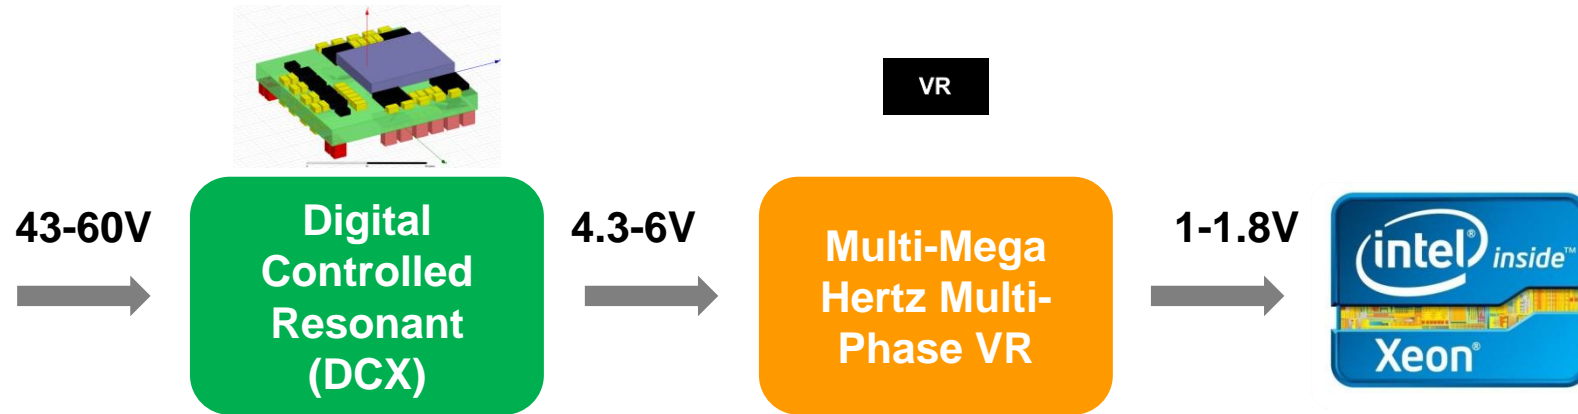 VR
43-60V
Digital
Controlled
Resonant
(DCX)
4.3-6V
Multi-Mega
Hertz Multi-
Phase VR
1-1.8V
intel® inside™
Xeon®